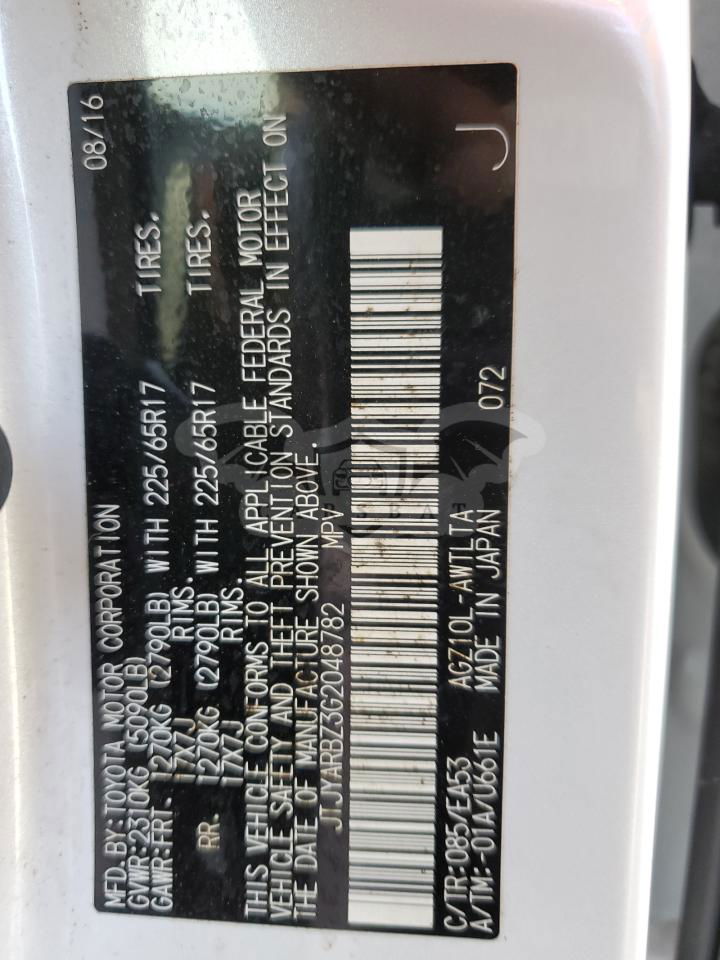 MFD.BY:TOYOTA MOTOR CORPORATION 08/16
GVWR:2310KG (5090LB)
GAWR:FRT- 1270KG (2790LB) WITH 225/65R17 TIRES.
17X7J RIMS.
RR. 1270KG (2790LB) WITH 225/65R17 TIRES.
17X7J RIMS.
THIS VEHICLE CONFORMS TO ALL APPLICABLE FEDERAL MOTOR
VEHICLE SAFETY AND THEFT PREVENTION STANDARDS IN EFFECT ON
THE DATE OF MANUFACTURE SHOWN ABOVE.
JTJYARBZ3G2048782 MPV
C/TR:085/EA53 AGZ10L-AWTLTA J
A/TM:-01A/U661E MADE IN JAPAN 072